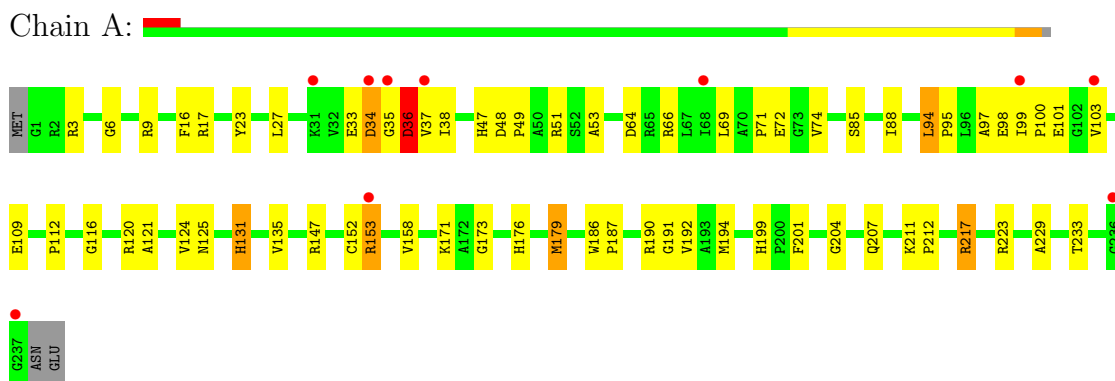 Chain A:
MET G1 R2 R3 G6 R9 F16 R17 Y23 L27 K31 V32 E33 D34 G35 D36 V37 I38 H47 D48 P49 A50 R51 S52 A53 D64 R65 R66 L67 I68 L69 A70 P71 E72 G73 V74 S85 I88 L94 P95 L96 A97 E98 I99 P100 E101 G102 V103
E109 P112 G116 R120 A121 V124 N125 H131 V135 R147 C152 R153 V158 K171 A172 G173 H176 M179 W186 P187 R190 G191 V192 A193 M194 H199 P200 F201 G204 Q207 K211 P212 R217 R223 A229 T233 G236
G237 ASN GLU